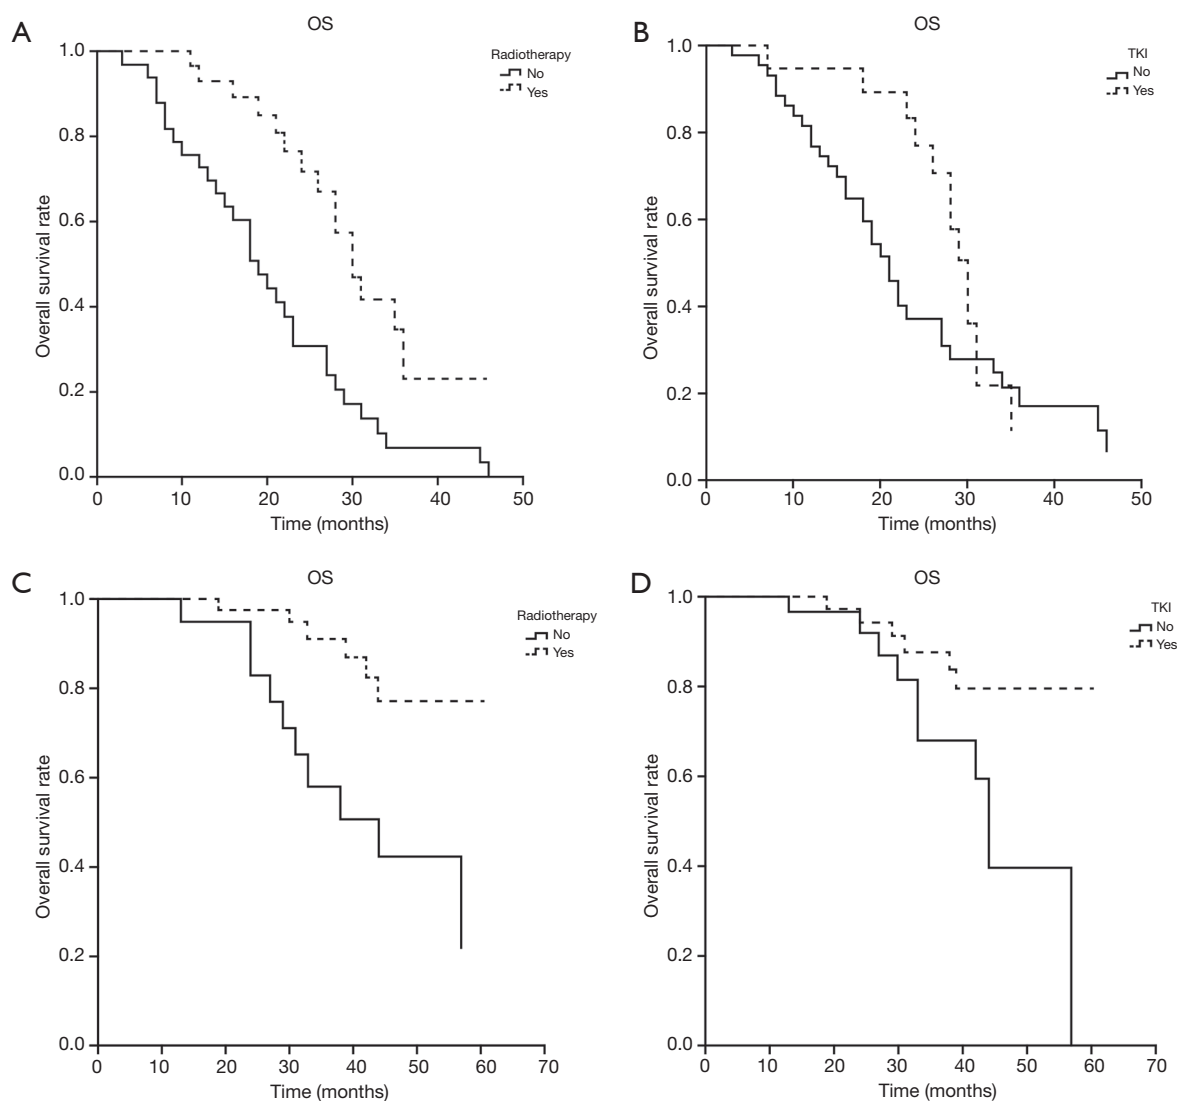 A
OS
1.0
0.8
0.6
0.4
0.2
0.0
Overall survival rate
0 10 20 30 40 50
Time (months)
Radiotherapy
No
Yes
B
OS
1.0
0.8
0.6
0.4
0.2
0.0
Overall survival rate
0 10 20 30 40 50
Time (months)
TKI
No
Yes
C
OS
1.0
0.8
0.6
0.4
0.2
0.0
Overall survival rate
0 10 20 30 40 50 60 70
Time (months)
Radiotherapy
No
Yes
D
OS
1.0
0.8
0.6
0.4
0.2
0.0
Overall survival rate
0 10 20 30 40 50 60 70
Time (months)
TKI
No
Yes